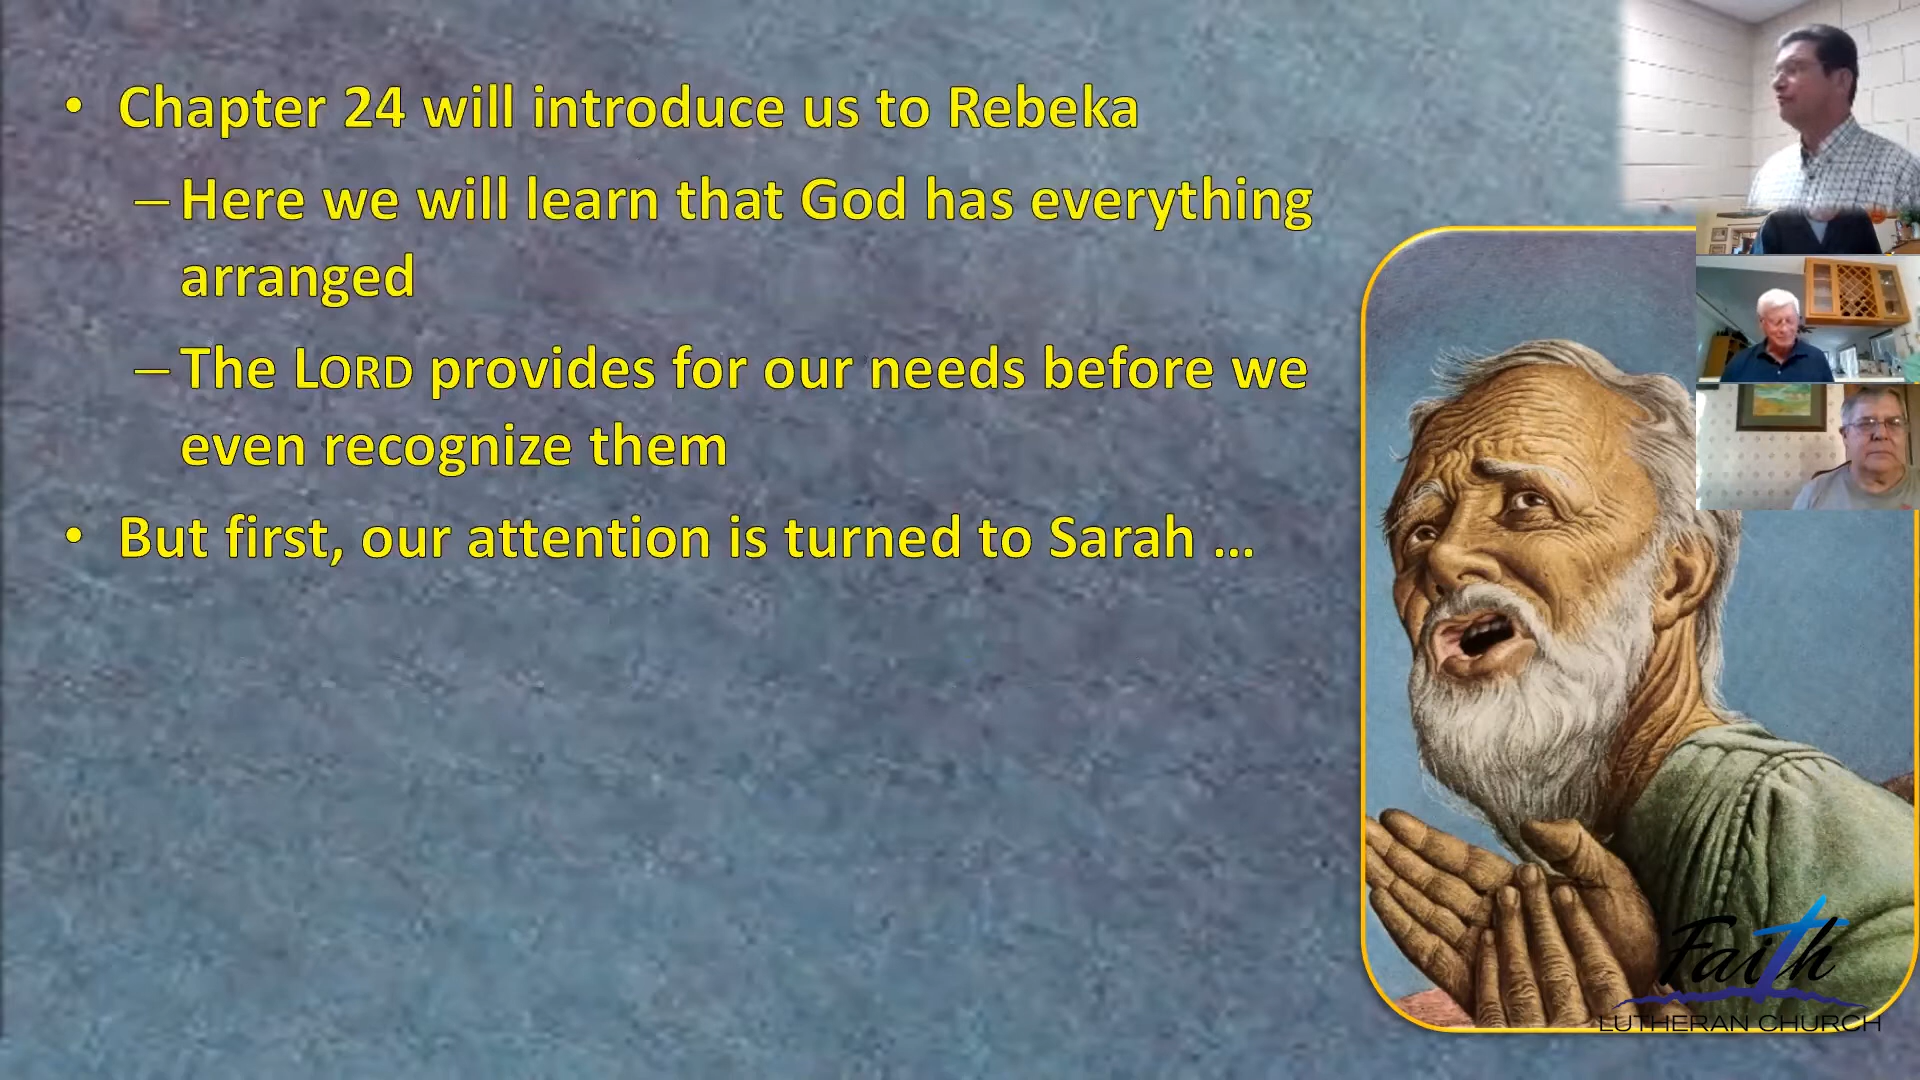 • Chapter 24 will introduce us to Rebeka
– Here we will learn that God has everything
arranged
– The LORD provides for our needs before we
even recognize them
• But first, our attention is turned to Sarah ...
Faith
LUTHERAN CHURCH